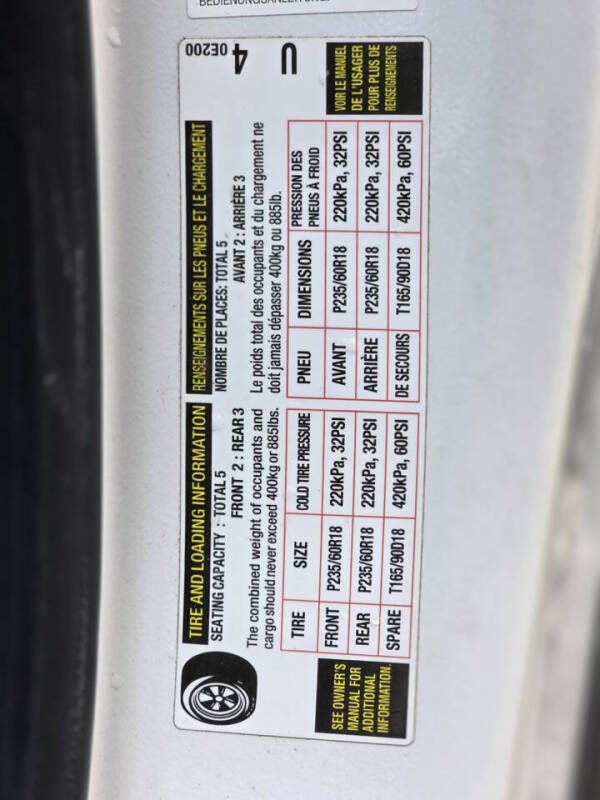 BEDIENUNGSANLEITUNG.
TIRE AND LOADING INFORMATION
SEATING CAPACITY : TOTAL 5
FRONT 2 : REAR 3
The combined weight of occupants and
cargo should never exceed 400kg or 885lbs.
TIRE SIZE COLD TIRE PRESSURE
FRONT P235/60R18 220kPa, 32PSI
REAR P235/60R18 220kPa, 32PSI
SPARE T165/90D18 420kPa, 60PSI
SEE OWNER'S
MANUAL FOR
ADDITIONAL
INFORMATION.
RENSEIGNEMENTS SUR LES PNEUS ET LE CHARGEMENT
NOMBRE DE PLACES: TOTAL 5
AVANT 2 : ARRIÈRE 3
Le poids total des occupants et du chargement ne
doit jamais dépasser 400kg ou 885lb.
PNEU DIMENSIONS PRESSION DES
PNEUS À FROID
AVANT P235/60R18 220kPa, 32PSI
ARRIÈRE P235/60R18 220kPa, 32PSI
DE SECOURS T165/90D18 420kPa, 60PSI
0E200
4
U
VOIR LE MANUEL
DE L'USAGER
POUR PLUS DE
RENSEIGNEMENTS